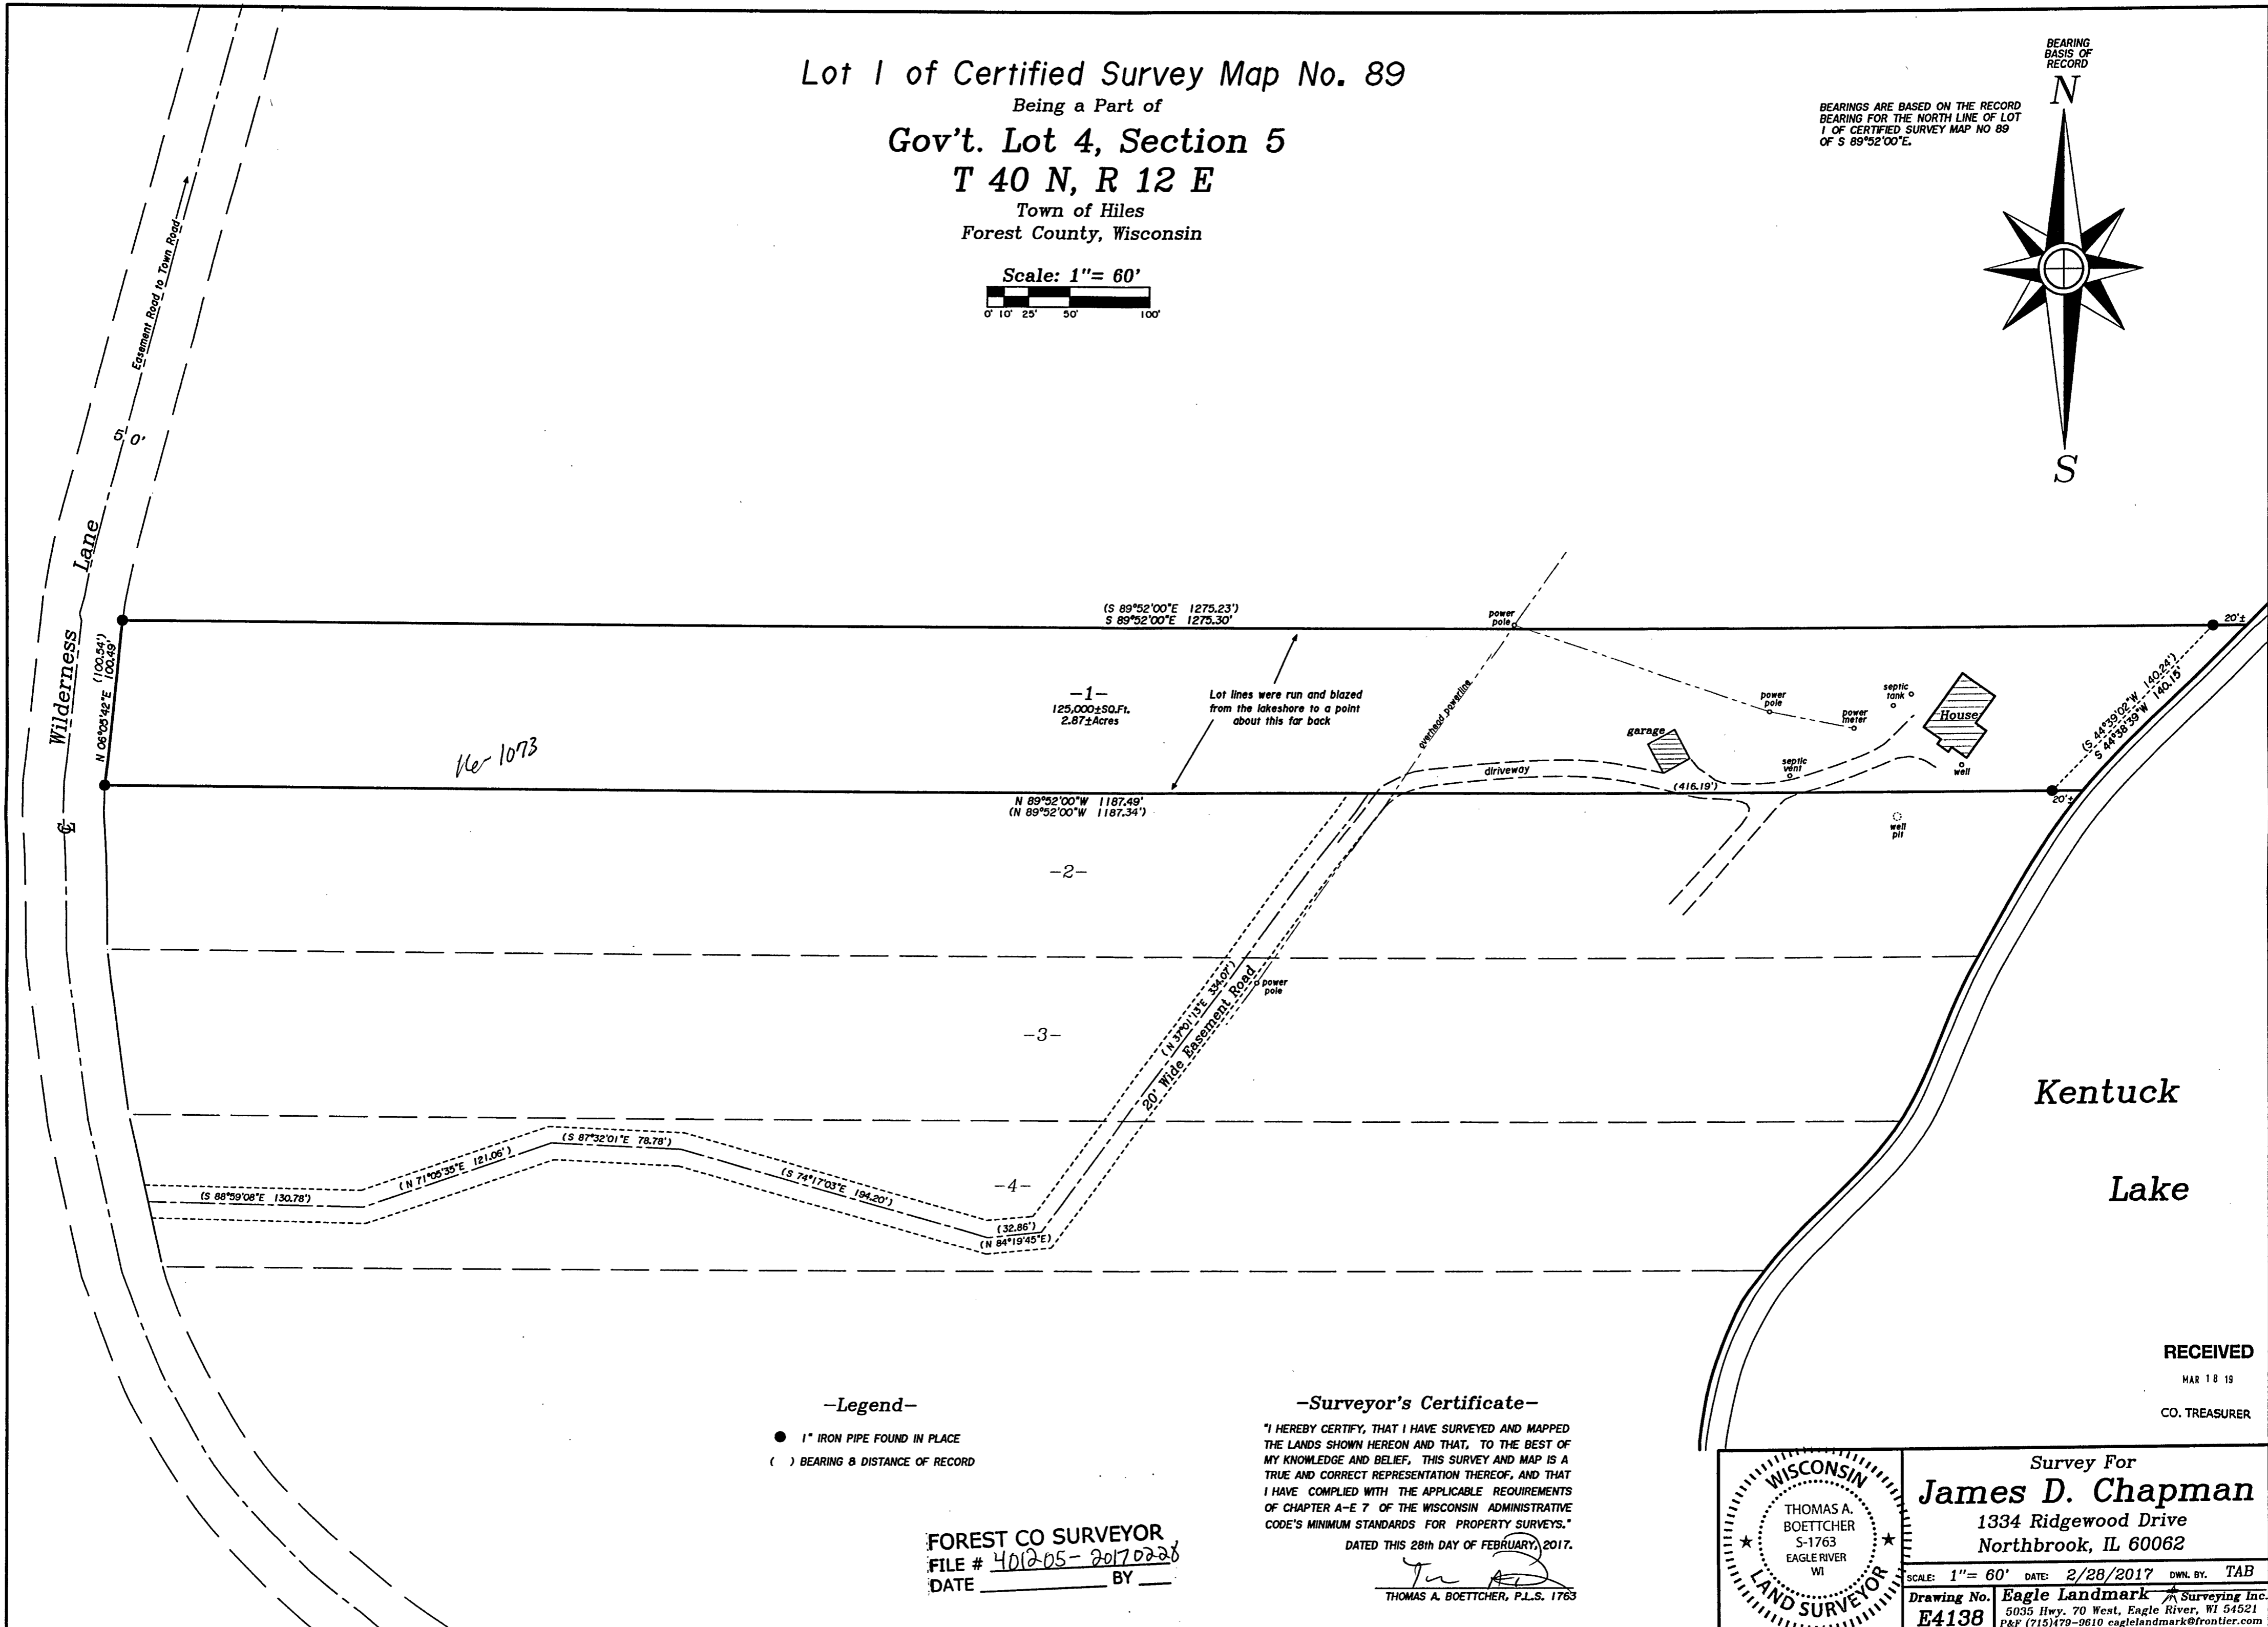 Lot 1 of Certified Survey Map No. 89
Being a Part of
Gov't. Lot 4, Section 5
T 40 N, R 12 E
Town of Hiles
Forest County, Wisconsin
Scale: 1"= 60'
0' 10' 25' 50' 100'
BEARING
BASIS OF
RECORD
N
BEARINGS ARE BASED ON THE RECORD
BEARING FOR THE NORTH LINE OF LOT
1 OF CERTIFIED SURVEY MAP NO 89
OF S 89°52'00"E.
S
Easement Road to Town Road
50'
Wilderness Lane
(100.54')
N 06°05'42"E 100.49'
(S 89°52'00"E 1275.23')
S 89°52'00"E 1275.30'
power
pole
20'±
-1-
125,000±SQ.Ft.
2.87±Acres
Lot lines were run and blazed
from the lakeshore to a point
about this far back
overhead powerline
garage
power
pole
power
meter
septic
tank
House
(S 44°39'02"W 140.24')
S 44°38'39"W 140.15'
diriveway
septic
vent
well
(416.19')
20'±
N 89°52'00"W 1187.49'
(N 89°52'00"W 1187.34')
well
pit
-2-
power
pole
-3-
(N 37°01'13"E 334.07')
20' Wide Easement Road
(S 88°59'08"E 130.78')
(N 71°05'35"E 121.06')
(S 87°32'01"E 78.78')
(S 74°17'03"E 194.20')
-4-
(32.86')
(N 84°19'45"E)
Kentuck
Lake
-Legend-
1" IRON PIPE FOUND IN PLACE
( ) BEARING & DISTANCE OF RECORD
FOREST CO SURVEYOR
FILE # 401205-20170228
DATE BY
-Surveyor's Certificate-
"I HEREBY CERTIFY, THAT I HAVE SURVEYED AND MAPPED
THE LANDS SHOWN HEREON AND THAT, TO THE BEST OF
MY KNOWLEDGE AND BELIEF, THIS SURVEY AND MAP IS A
TRUE AND CORRECT REPRESENTATION THEREOF, AND THAT
I HAVE COMPLIED WITH THE APPLICABLE REQUIREMENTS
OF CHAPTER A-E 7 OF THE WISCONSIN ADMINISTRATIVE
CODE'S MINIMUM STANDARDS FOR PROPERTY SURVEYS."
DATED THIS 28th DAY OF FEBRUARY, 2017.
THOMAS A. BOETTCHER, P.L.S. 1763
RECEIVED
MAR 18 19
CO. TREASURER
WISCONSIN
THOMAS A.
BOETTCHER
S-1763
EAGLE RIVER
WI
LAND SURVEYOR
Survey For
James D. Chapman
1334 Ridgewood Drive
Northbrook, IL 60062
SCALE: 1"= 60' DATE: 2/28/2017 DWN. BY. TAB
Drawing No.
E4138
Eagle Landmark Surveying Inc.
5035 Hwy. 70 West, Eagle River, WI 54521
P&F (715)479-9610 eaglelandmark@frontier.com